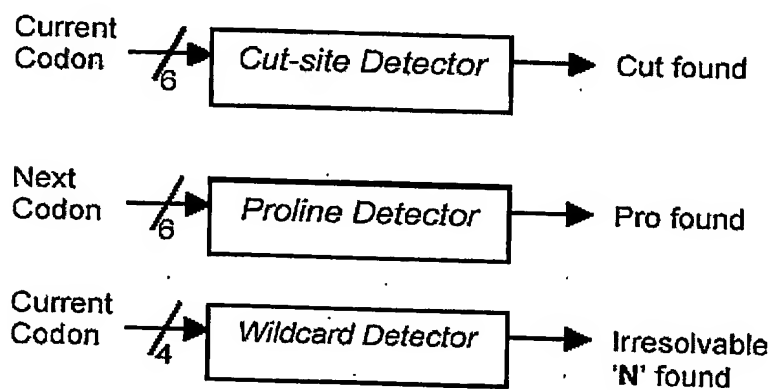 Current
Codon
6
Cut-site Detector
Cut found
Next
Codon
6
Proline Detector
Pro found
Current
Codon
4
Wildcard Detector
Irresolvable
'N' found